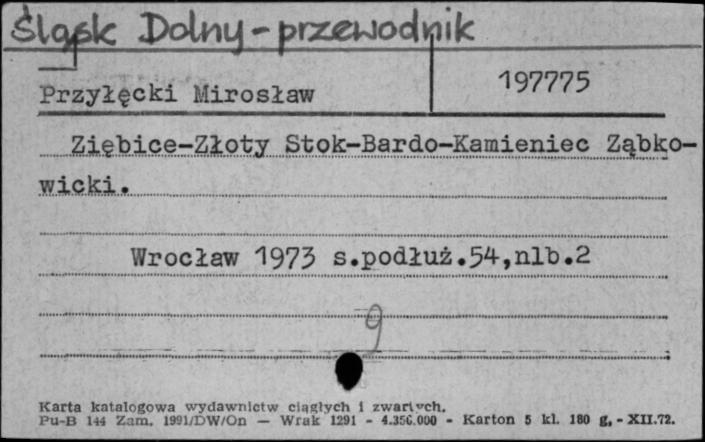 Śląsk Dolny-przewodnik
Przyłęcki Mirosław
197775
Ziębice-Złoty Stok-Bardo-Kamieniec Ząbko-
wicki.
Wrocław 1973 s.podłuż.54,nlb.2
9
Karta katalogowa wydawnictw ciągłych i zwartych.
Pu-B 144 Zam. 1991/DW/On — Wrak 1291 - 4.356.000 - Karton 5 kl. 180 g. - XII.72.